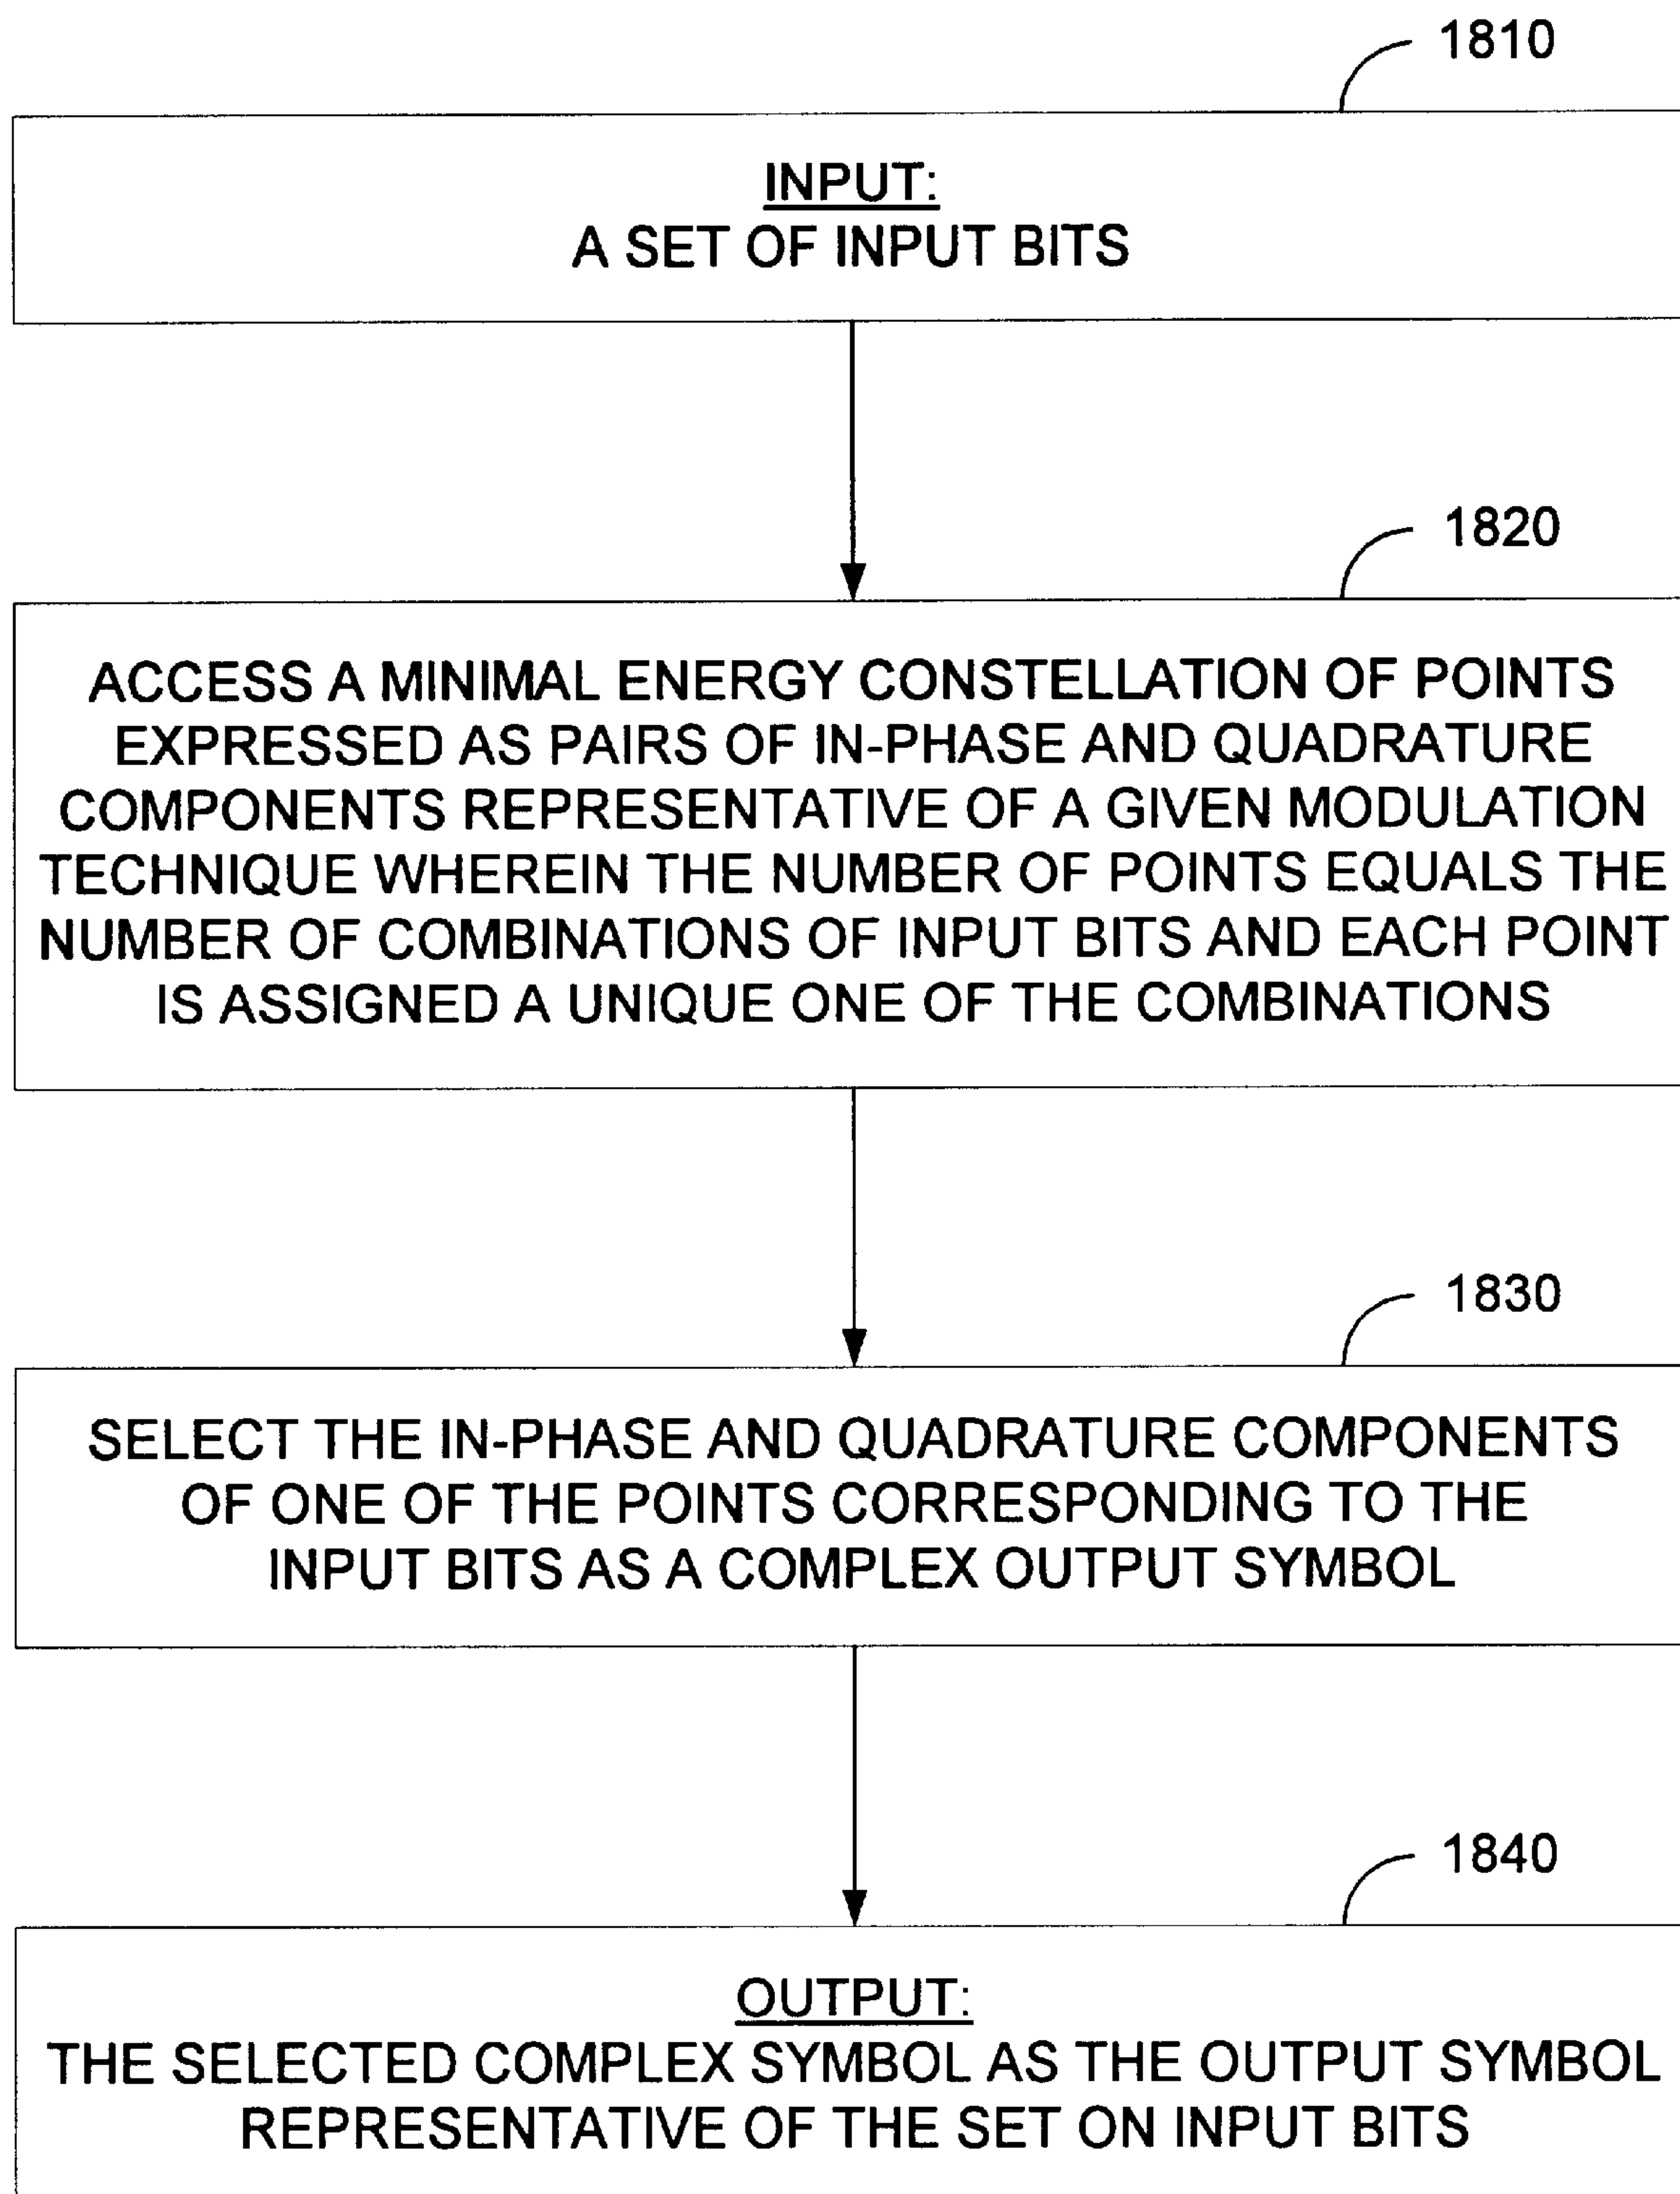 1810
INPUT:
A SET OF INPUT BITS
1820
ACCESS A MINIMAL ENERGY CONSTELLATION OF POINTS
EXPRESSED AS PAIRS OF IN-PHASE AND QUADRATURE
COMPONENTS REPRESENTATIVE OF A GIVEN MODULATION
TECHNIQUE WHEREIN THE NUMBER OF POINTS EQUALS THE
NUMBER OF COMBINATIONS OF INPUT BITS AND EACH POINT
IS ASSIGNED A UNIQUE ONE OF THE COMBINATIONS
1830
SELECT THE IN-PHASE AND QUADRATURE COMPONENTS
OF ONE OF THE POINTS CORRESPONDING TO THE
INPUT BITS AS A COMPLEX OUTPUT SYMBOL
1840
OUTPUT:
THE SELECTED COMPLEX SYMBOL AS THE OUTPUT SYMBOL
REPRESENTATIVE OF THE SET ON INPUT BITS